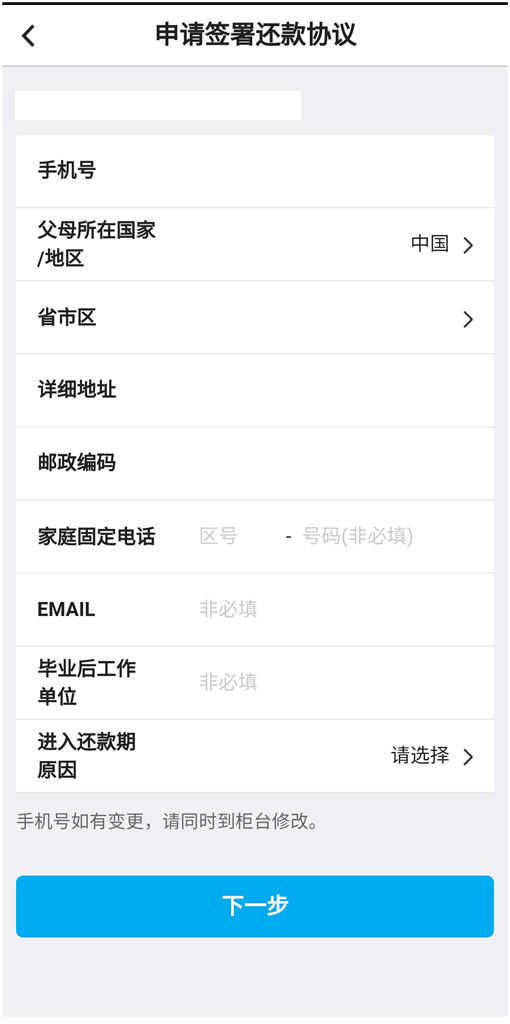 申请签署还款协议
手机号
父母所在国家
/地区
中国
省市区
详细地址
邮政编码
家庭固定电话 区号 - 号码(非必填)
EMAIL 非必填
毕业后工作
单位
非必填
进入还款期
原因
请选择
手机号如有变更，请同时到柜台修改。
下一步